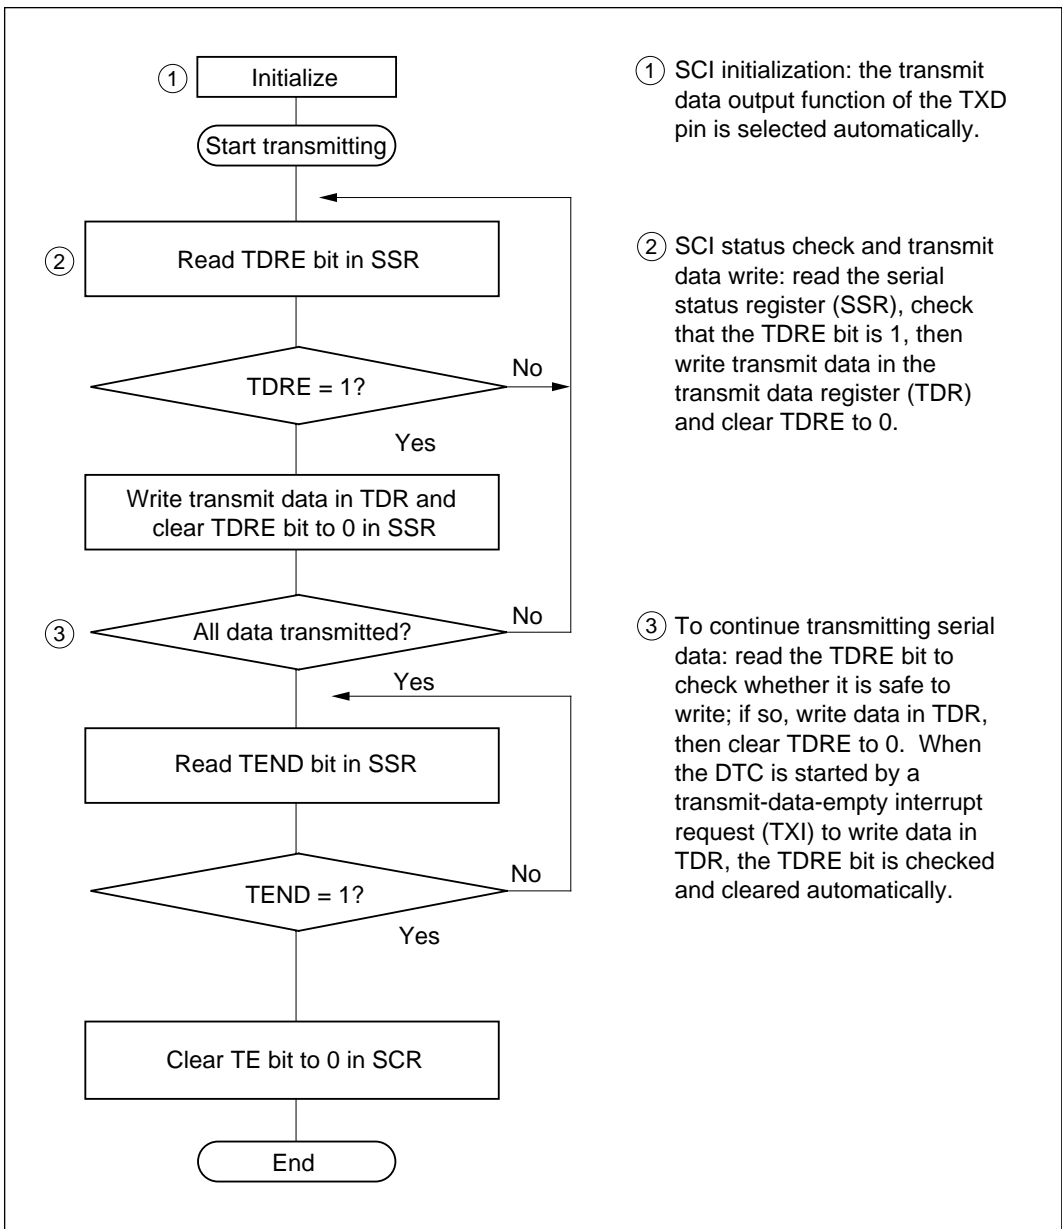 1 Initialize
Start transmitting
2 Read TDRE bit in SSR
TDRE = 1?
No
Yes
Write transmit data in TDR and
clear TDRE bit to 0 in SSR
3 All data transmitted?
No
Yes
Read TEND bit in SSR
TEND = 1?
No
Yes
Clear TE bit to 0 in SCR
End
1 SCI initialization: the transmit
data output function of the TXD
pin is selected automatically.
2 SCI status check and transmit
data write: read the serial
status register (SSR), check
that the TDRE bit is 1, then
write transmit data in the
transmit data register (TDR)
and clear TDRE to 0.
3 To continue transmitting serial
data: read the TDRE bit to
check whether it is safe to
write; if so, write data in TDR,
then clear TDRE to 0.  When
the DTC is started by a
transmit-data-empty interrupt
request (TXI) to write data in
TDR, the TDRE bit is checked
and cleared automatically.